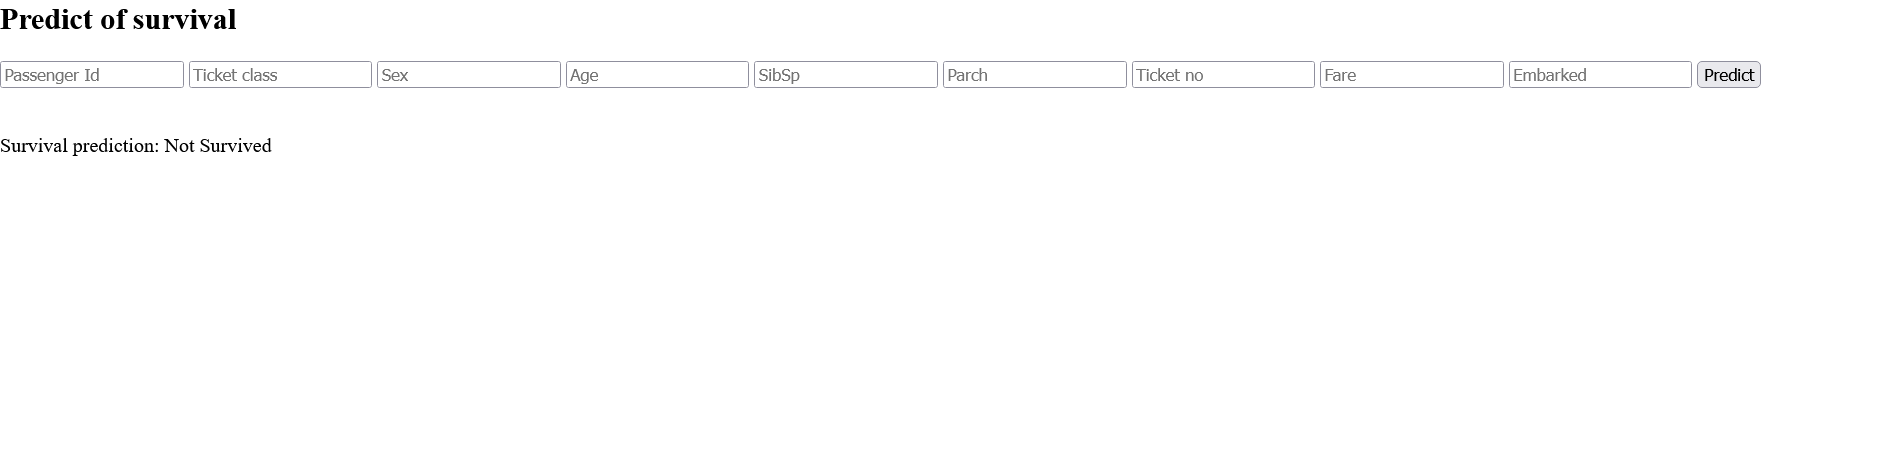 Predict of survival
Passenger Id Ticket class Sex Age SibSp Parch Ticket no Fare Embarked Predict
Survival prediction: Not Survived